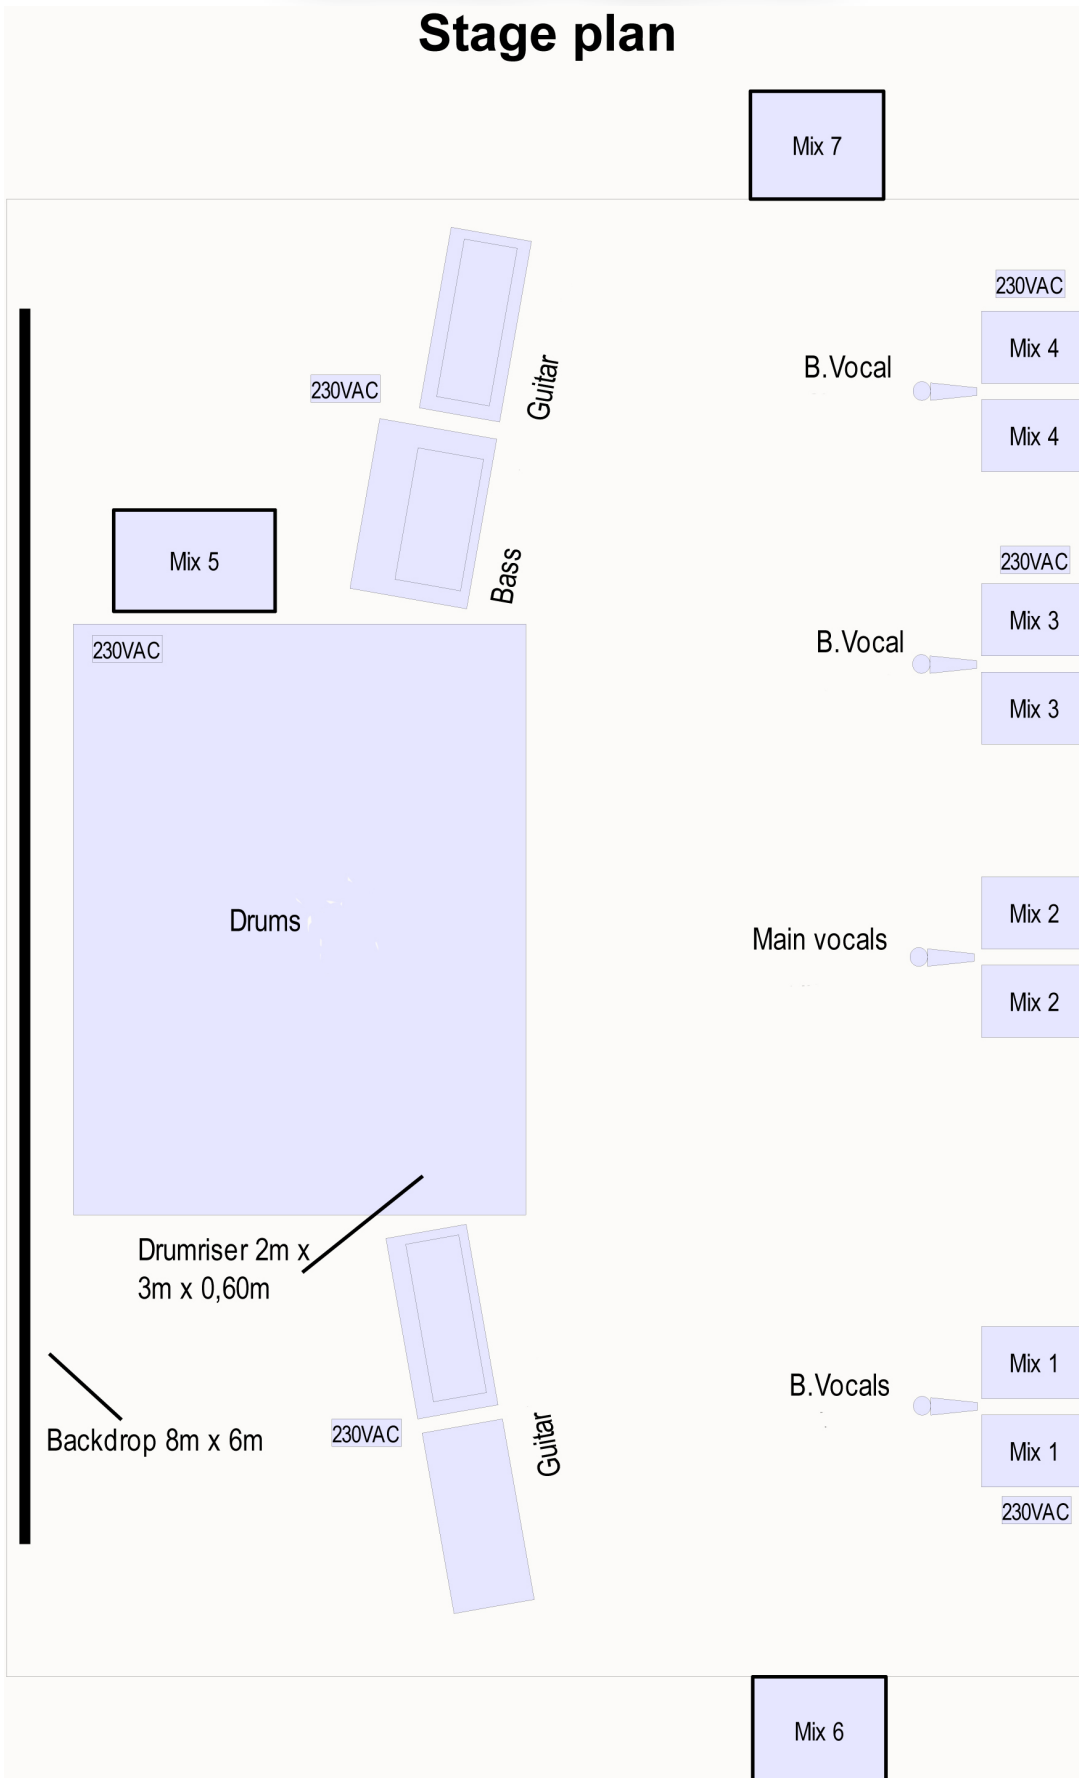 Stage plan
Mix 7
230VAC
Mix 4
B.Vocal
Guitar
230VAC
Mix 4
Mix 5
Bass
230VAC
Mix 3
B.Vocal
230VAC
Mix 3
Drums
Mix 2
Main vocals
Mix 2
Drumriser 2m x
3m x 0,60m
Mix 1
B.Vocals
Backdrop 8m x 6m
230VAC
Guitar
Mix 1
230VAC
Mix 6